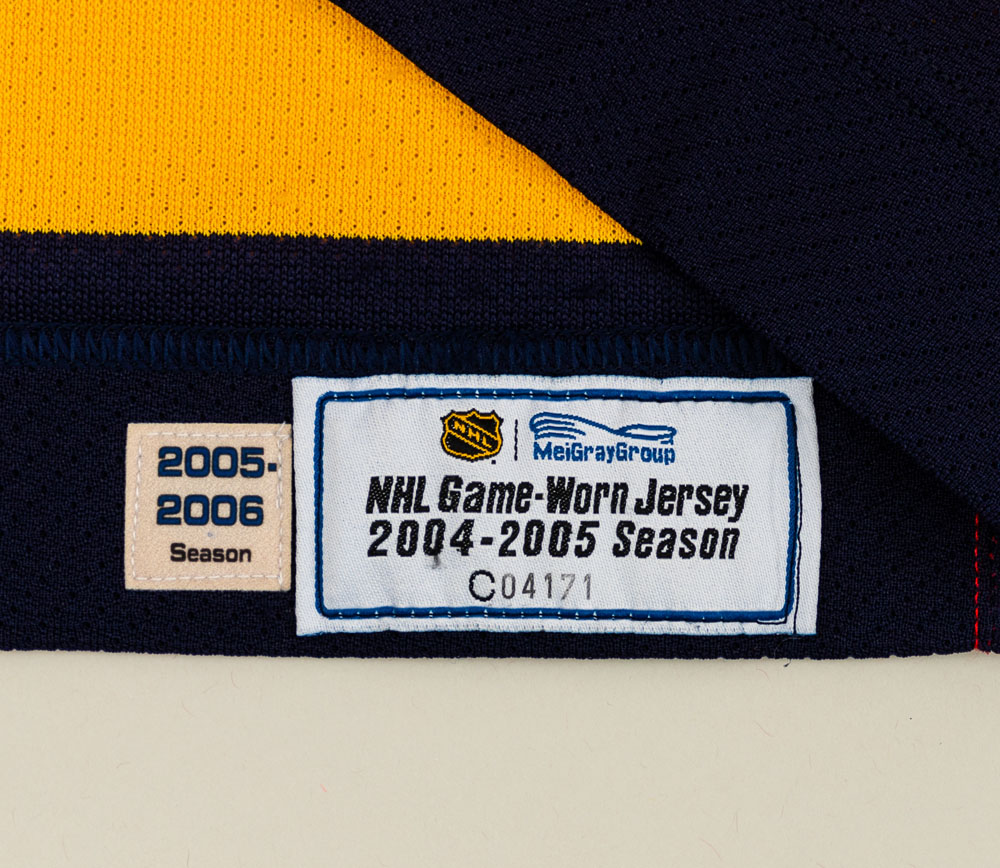 2005-
2006
Season
NHL
MeiGrayGroup
NHL Game-Worn Jersey
2004-2005 Season
C04171